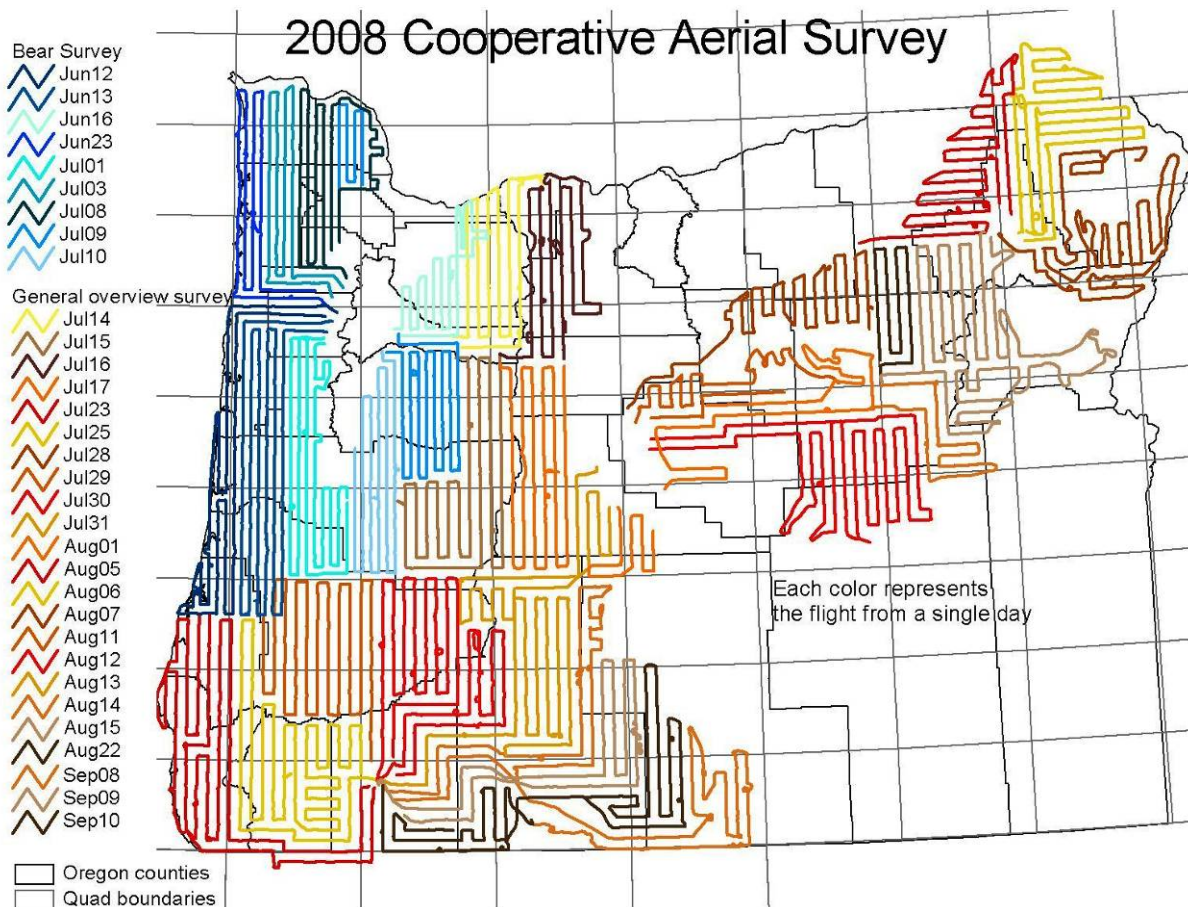 2008 Cooperative Aerial Survey
Bear Survey
Jun12
Jun13
Jun16
Jun23
Jul01
Jul03
Jul08
Jul09
Jul10
General overview survey
Jul14
Jul15
Jul16
Jul17
Jul23
Jul25
Jul28
Jul29
Jul30
Jul31
Aug01
Aug05
Aug06
Aug07
Aug11
Aug12
Aug13
Aug14
Aug15
Aug22
Sep08
Sep09
Sep10
Oregon counties
Quad boundaries
Each color represents
the flight from a single day